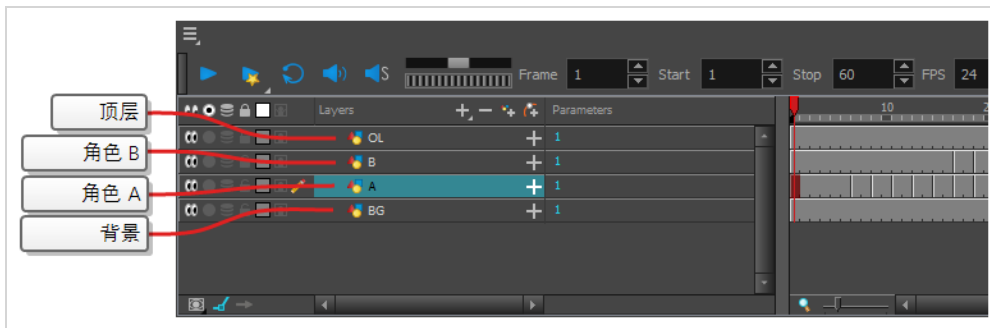 Frame 1 Start 1 Stop 60 FPS 24
Layers Parameters 10
顶层
OL 1
角色 B
B 1
角色 A
A 1
背景
BG 1